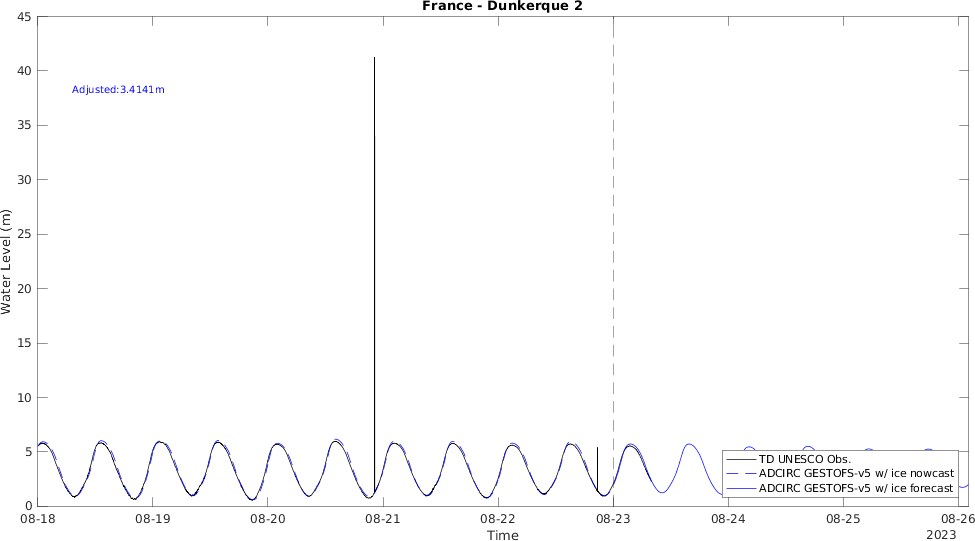 France - Dunkerque 2
45
40
35
30
25
20
15
10
5
0
Water Level (m)
Adjusted:3.4141m
TD UNESCO Obs.
ADCIRC GESTOFS-v5 w/ ice nowcast
ADCIRC GESTOFS-v5 w/ ice forecast
08-18 08-19 08-20 08-21 08-22 08-23 08-24 08-25 08-26
Time
2023